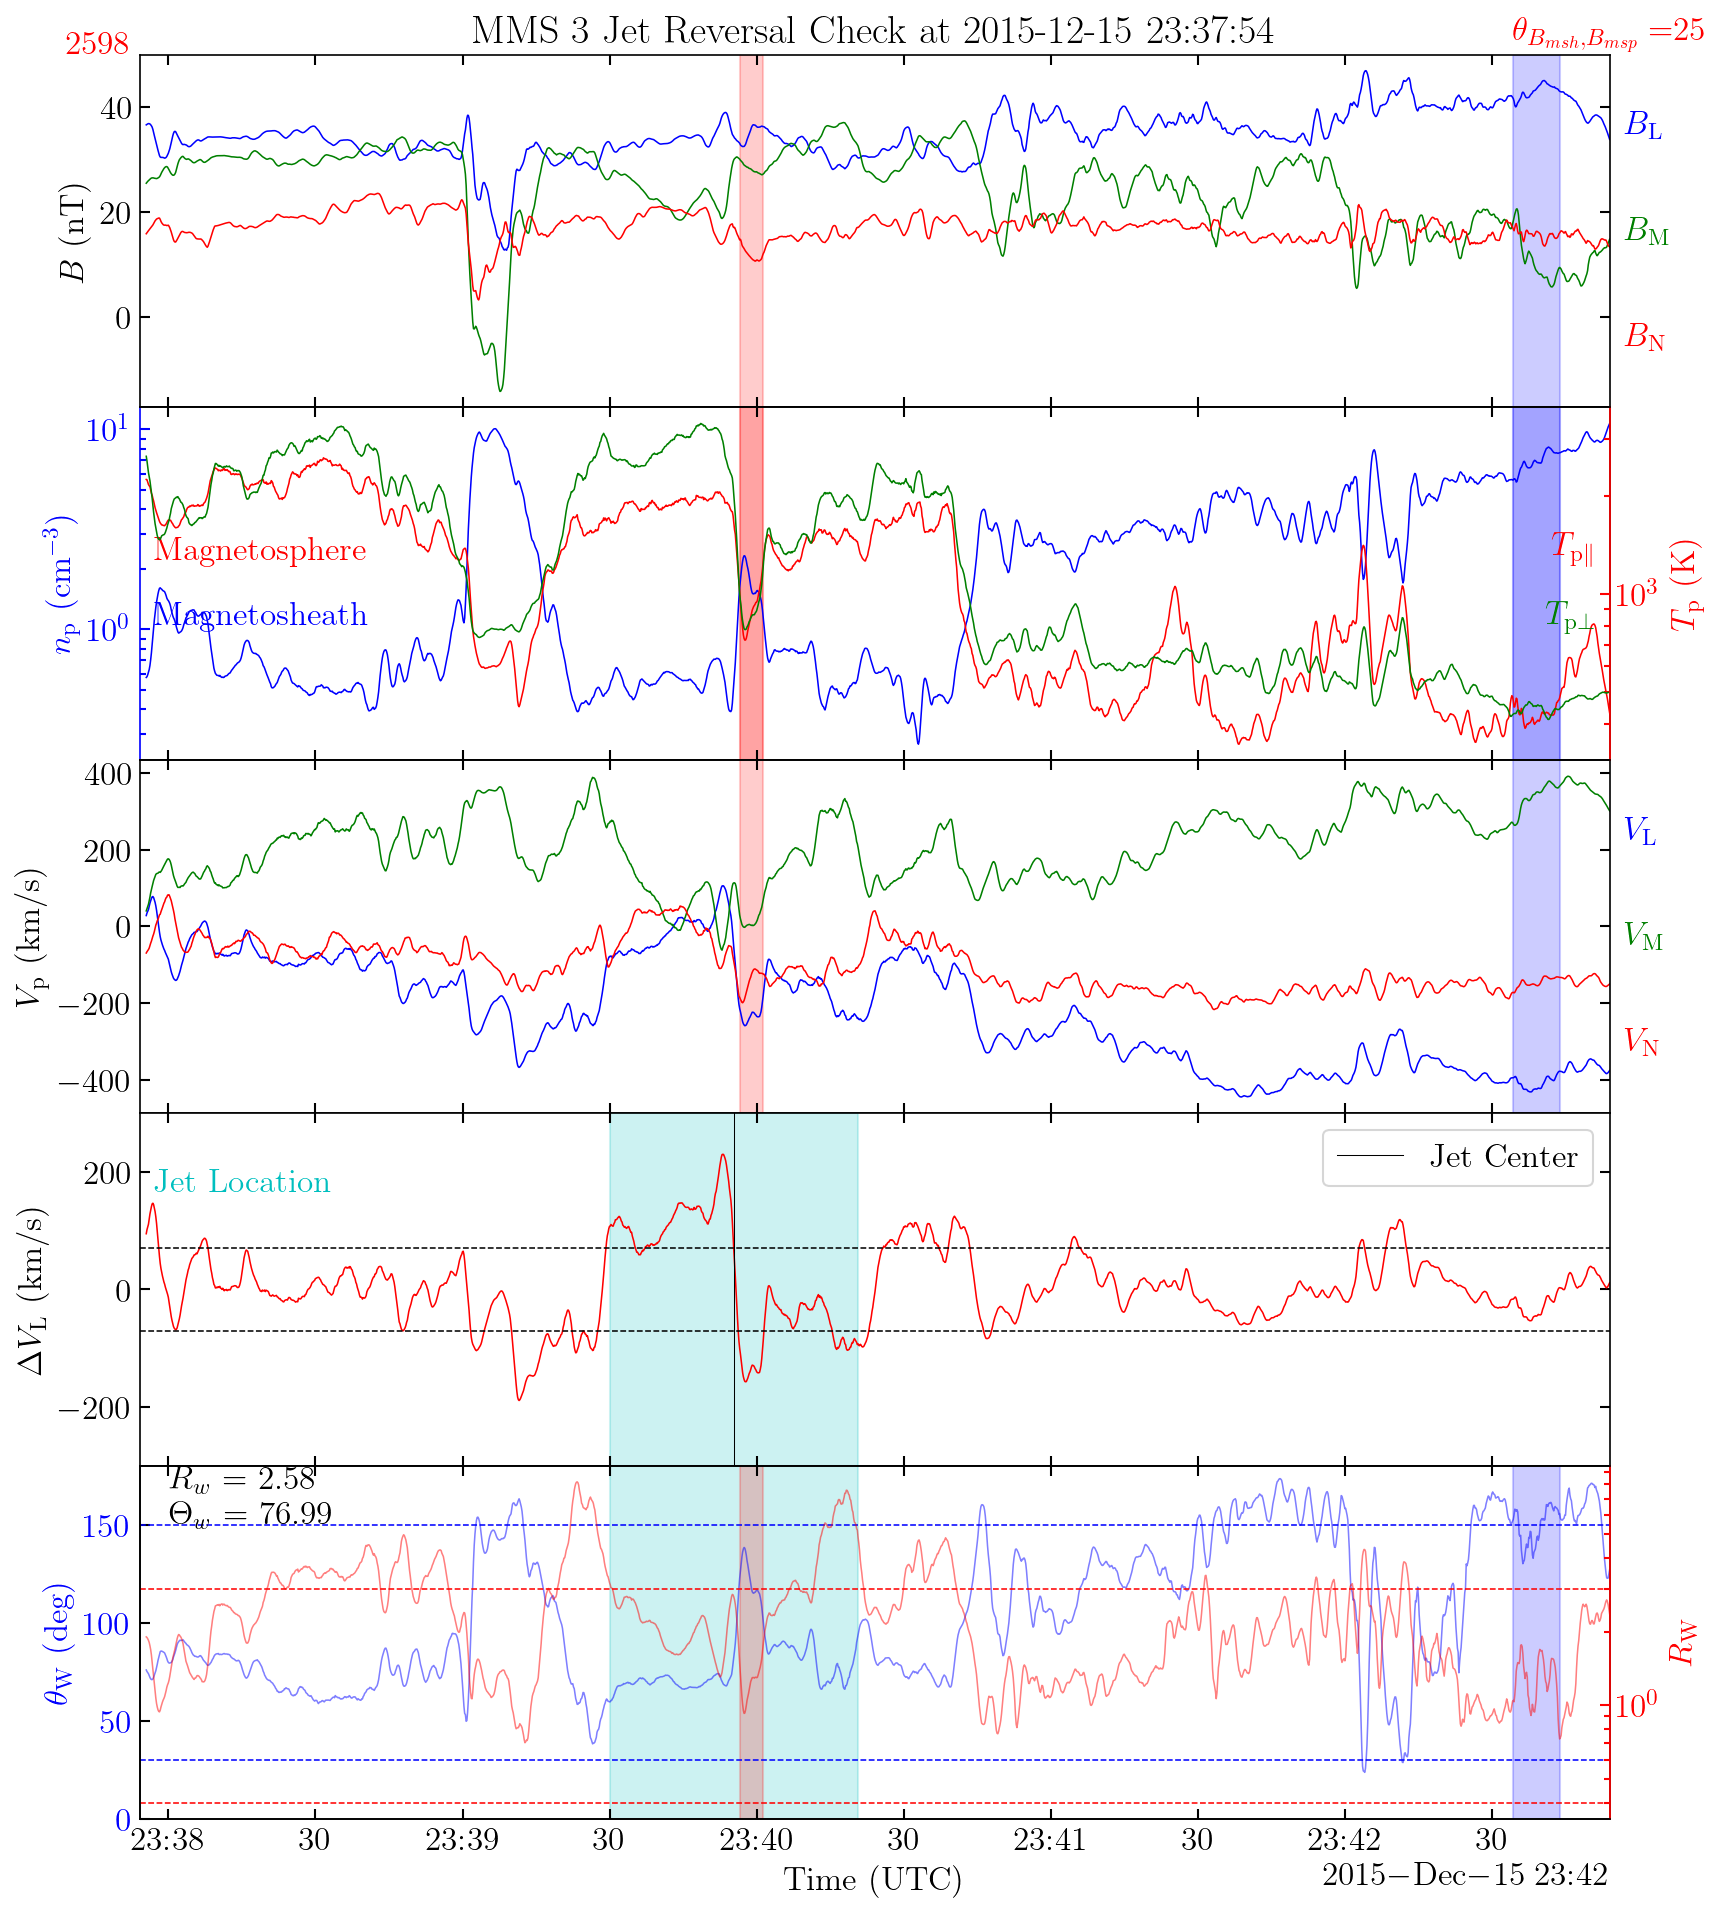 MMS 3 Jet Reversal Check at 2015-12-15 23:37:54
2598
θ_{B_{msh},B_{msp}} =25
40
20
0
B (nT)
B_L
B_M
B_N
10^1
10^0
n_p (cm^{−3})
Magnetosphere
Magnetosheath
T_{p∥}
T_{p⊥}
10^3
T_p (K)
400
200
0
−200
−400
V_p (km/s)
V_L
V_M
V_N
200
0
−200
ΔV_L (km/s)
Jet Location
Jet Center
R_w = 2.58
Θ_w = 76.99
150
100
50
0
θ_W (deg)
10^0
R_W
23:38 30 23:39 30 23:40 30 23:41 30 23:42 30
2015−Dec−15 23:42
Time (UTC)